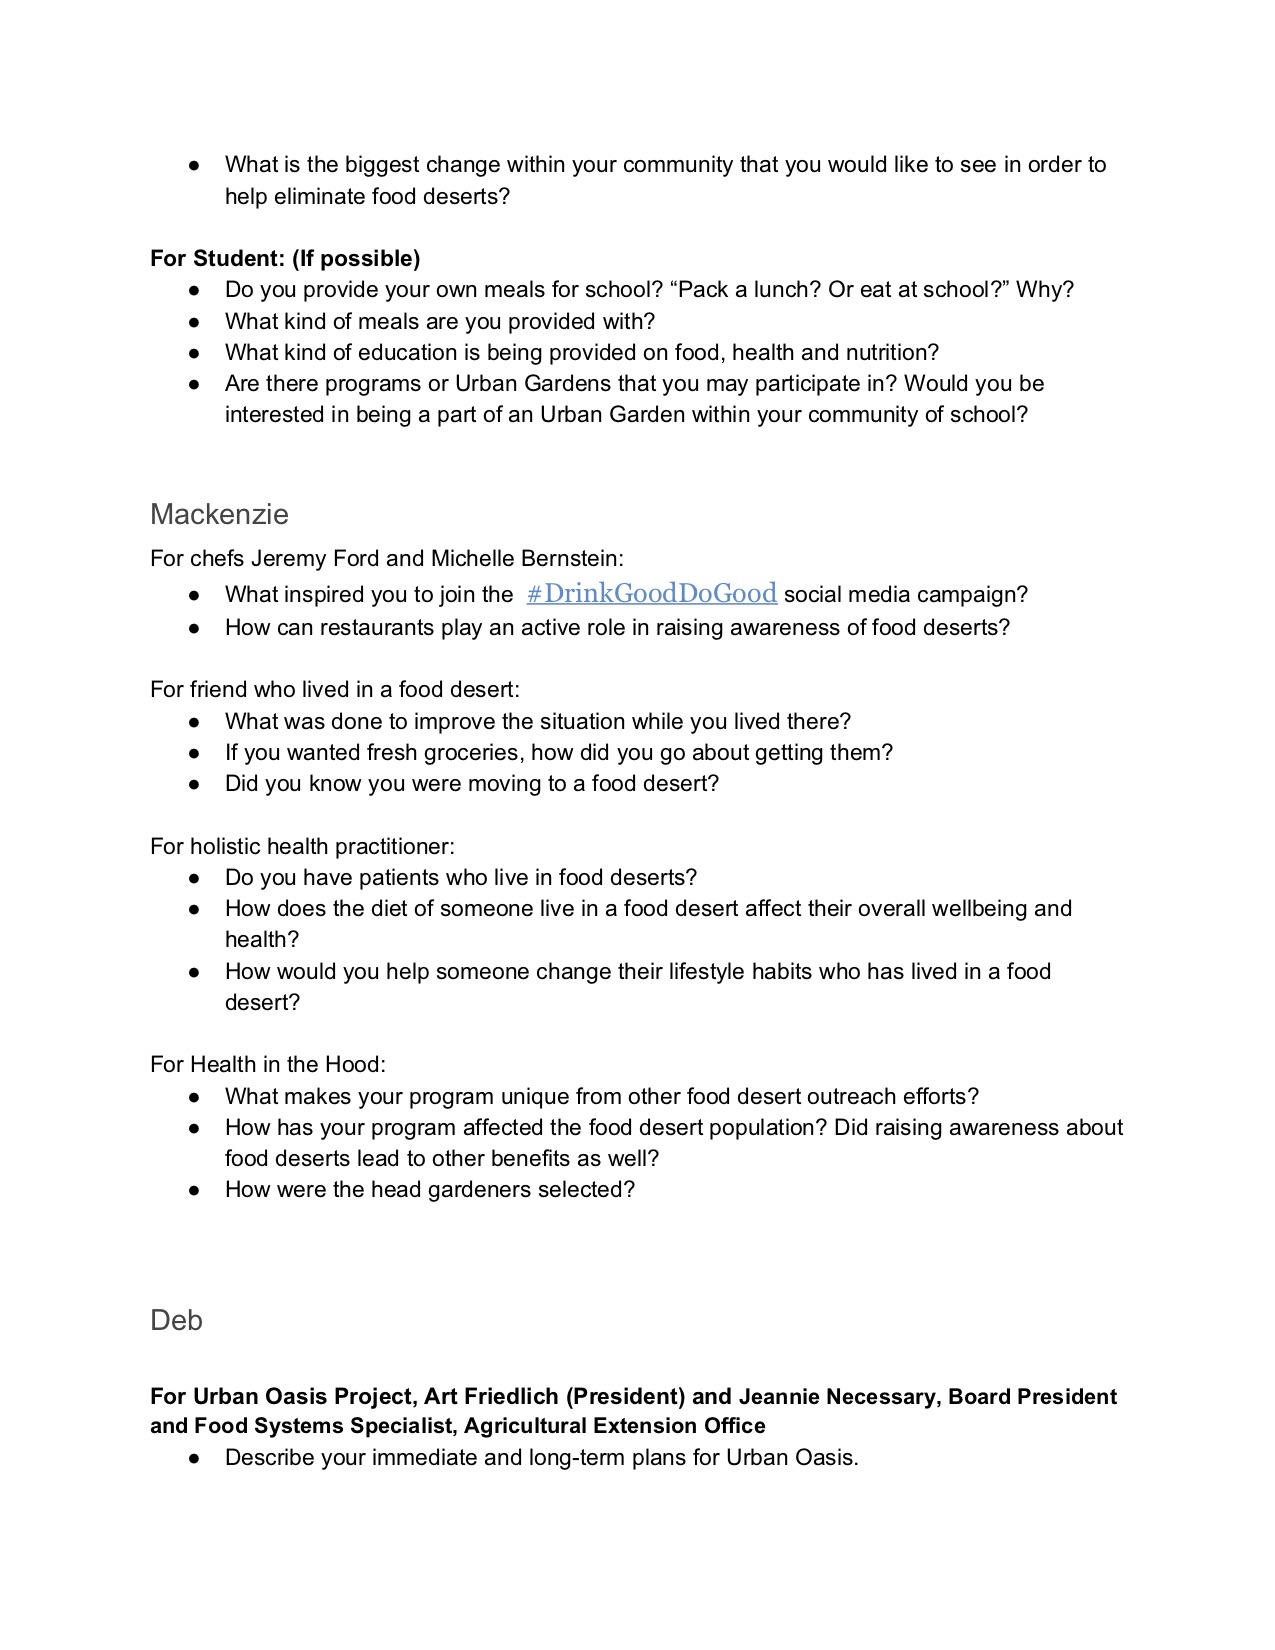 ● What is the biggest change within your community that you would like to see in order to
help eliminate food deserts?
For Student: (If possible)
● Do you provide your own meals for school? “Pack a lunch? Or eat at school?” Why?
● What kind of meals are you provided with?
● What kind of education is being provided on food, health and nutrition?
● Are there programs or Urban Gardens that you may participate in? Would you be
interested in being a part of an Urban Garden within your community of school?
Mackenzie
For chefs Jeremy Ford and Michelle Bernstein:
● What inspired you to join the #DrinkGoodDoGood social media campaign?
● How can restaurants play an active role in raising awareness of food deserts?
For friend who lived in a food desert:
● What was done to improve the situation while you lived there?
● If you wanted fresh groceries, how did you go about getting them?
● Did you know you were moving to a food desert?
For holistic health practitioner:
● Do you have patients who live in food deserts?
● How does the diet of someone live in a food desert affect their overall wellbeing and
health?
● How would you help someone change their lifestyle habits who has lived in a food
desert?
For Health in the Hood:
● What makes your program unique from other food desert outreach efforts?
● How has your program affected the food desert population? Did raising awareness about
food deserts lead to other benefits as well?
● How were the head gardeners selected?
Deb
For Urban Oasis Project, Art Friedlich (President) and Jeannie Necessary, Board President
and Food Systems Specialist, Agricultural Extension Office
● Describe your immediate and long-term plans for Urban Oasis.